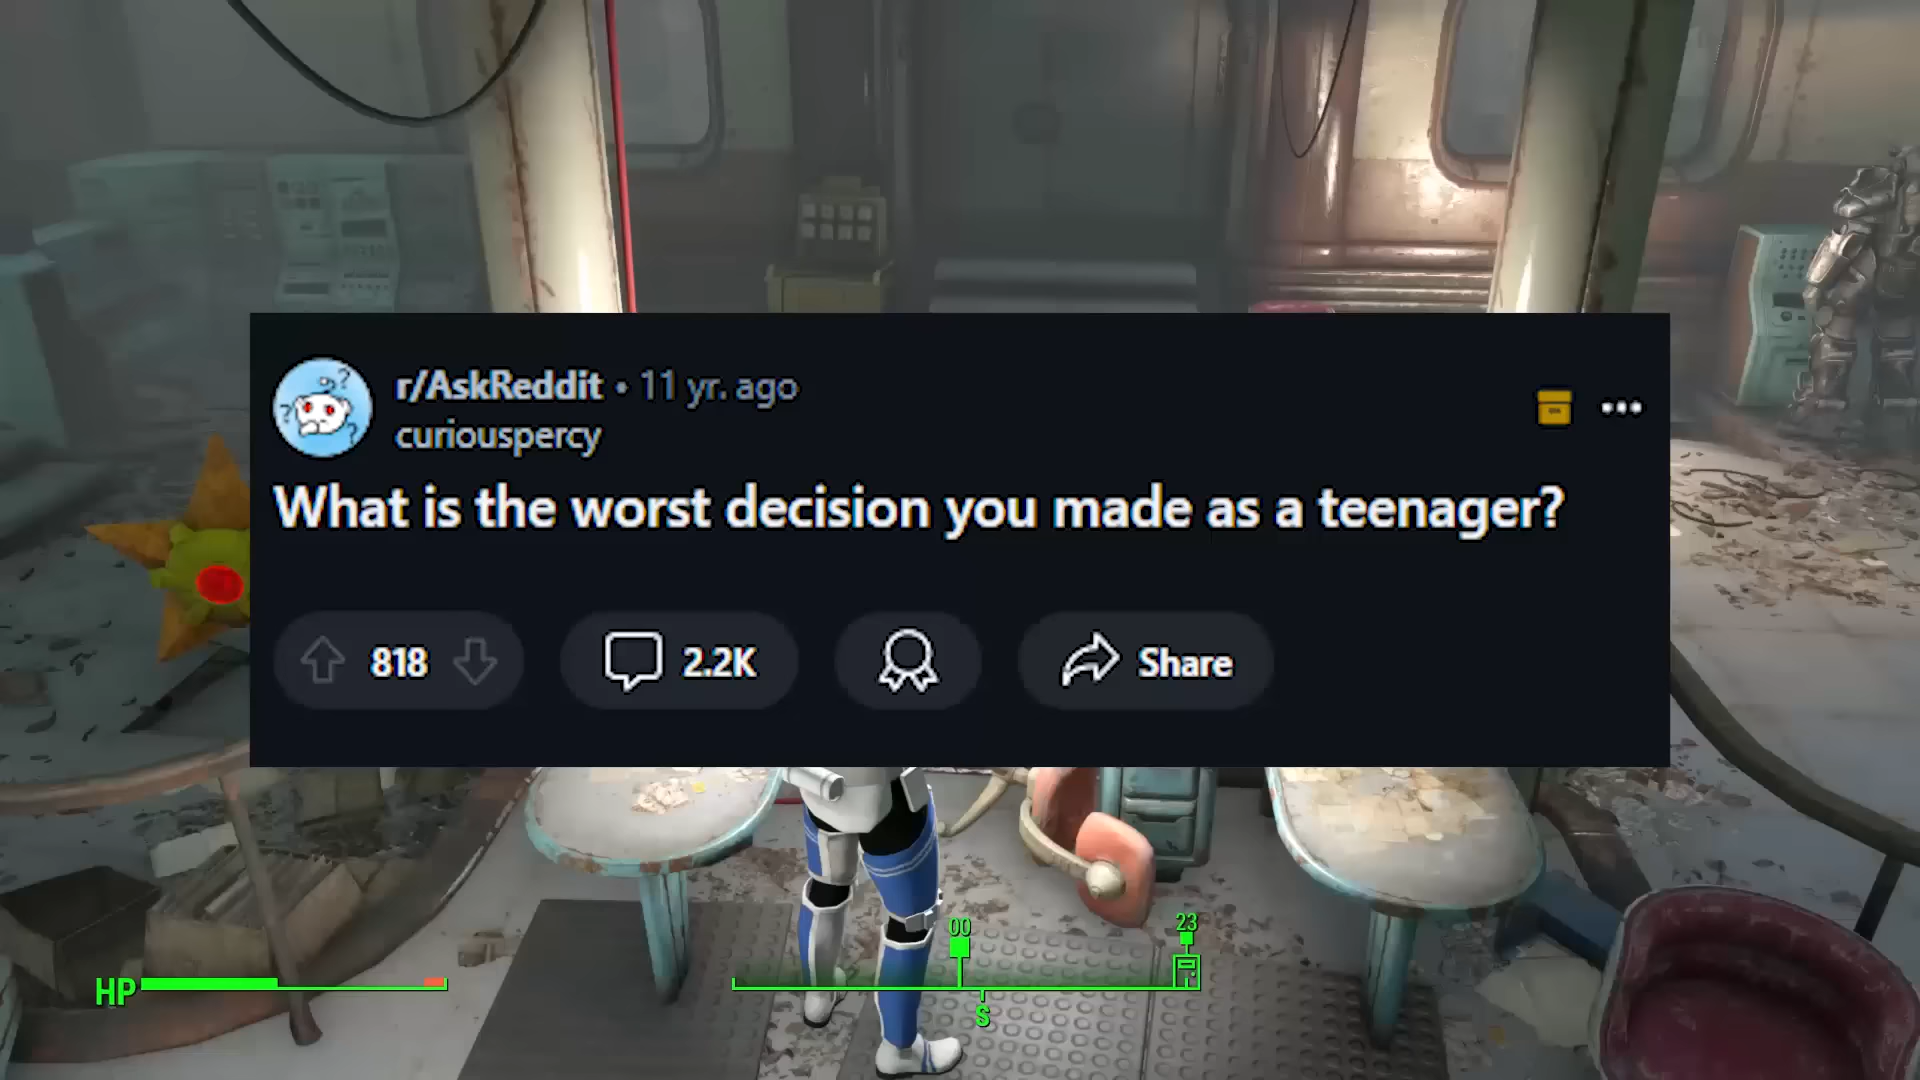 r/AskReddit • 11 yr. ago
curiouspercy
What is the worst decision you made as a teenager?
818
2.2K
Share
00
23
HP
S